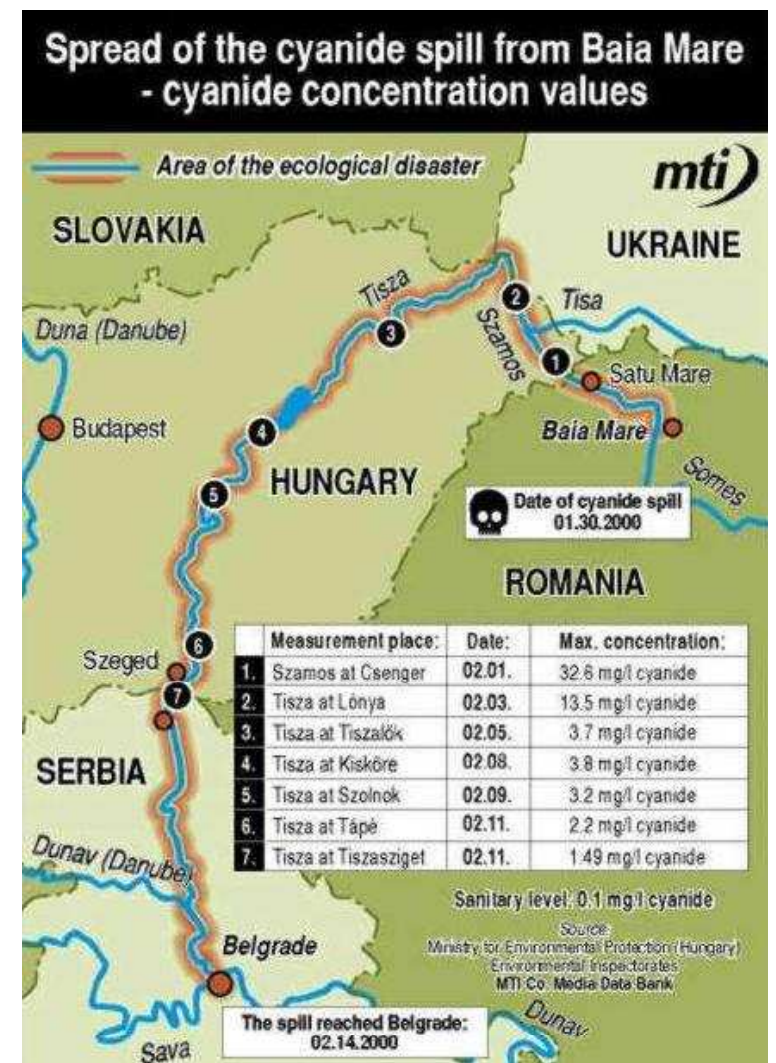 Spread of the cyanide spill from Baia Mare
- cyanide concentration values
Area of the ecological disaster
mti
SLOVAKIA
UKRAINE
Tisza
Tisa
Duna (Danube)
Szamos
Satu Mare
Budapest
Baia Mare
HUNGARY
Somes
Date of cyanide spill
01.30.2000
ROMANIA
Szeged
Measurement place: Date: Max. concentration:
1. Szamos at Csenger 02.01. 32.6 mg/l cyanide
2. Tisza at Lónya 02.03. 13.5 mg/l cyanide
3. Tisza at Tiszalök 02.05. 3.7 mg/l cyanide
4. Tisza at Kisköre 02.08. 3.8 mg/l cyanide
5. Tisza at Szolnok 02.09. 3.2 mg/l cyanide
6. Tisza at Tápé 02.11. 2.2 mg/l cyanide
7. Tisza at Tiszasziget 02.11. 1.49 mg/l cyanide
SERBIA
Dunav (Danube)
Sanitary level: 0.1 mg/l cyanide
Source:
Ministry for Environmental Protection (Hungary)
Environmental Inspectorates
MTI Co. Media Data Bank
Belgrade
The spill reached Belgrade:
02.14.2000
Sava
Dunav
1
2
3
4
5
6
7